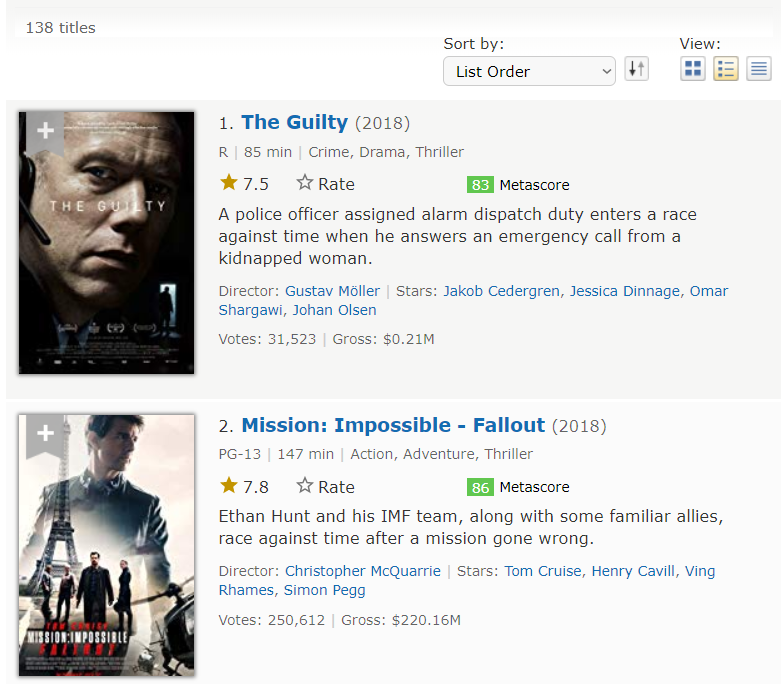 138 titles
Sort by:
View:
List Order
1. The Guilty (2018)
R | 85 min | Crime, Drama, Thriller
7.5 Rate 83 Metascore
A police officer assigned alarm dispatch duty enters a race
against time when he answers an emergency call from a
kidnapped woman.
Director: Gustav Möller | Stars: Jakob Cedergren, Jessica Dinnage, Omar
Shargawi, Johan Olsen
Votes: 31,523 | Gross: $0.21M
THE GUILTY
2. Mission: Impossible - Fallout (2018)
PG-13 | 147 min | Action, Adventure, Thriller
7.8 Rate 86 Metascore
Ethan Hunt and his IMF team, along with some familiar allies,
race against time after a mission gone wrong.
Director: Christopher McQuarrie | Stars: Tom Cruise, Henry Cavill, Ving
Rhames, Simon Pegg
Votes: 250,612 | Gross: $220.16M
TOM CRUISE
MISSION:IMPOSSIBLE
FALLOUT